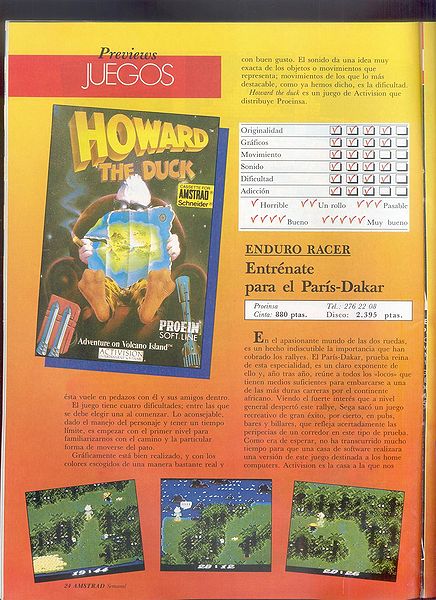 Previews
JUEGOS
HOWARD
THE DUCK
CASSETTE FOR
AMSTRAD
Schneider
PROEIN
SOFT LINE
Adventure on Volcano Island
ACTIVISION
ésta vuele en pedazos con él y sus amigos dentro.
El juego tiene cuatro dificultades; entre las que
se debe elegir una al comenzar. Lo aconsejable,
dado el manejo del personaje y tener un tiempo
límite, es empezar con el primer nivel para
familiarizarnos con el camino y la particular
forma de moverse del pato.
Gráficamente está bien realizado, y con los
colores escogidos de una manera bastante real y
con buen gusto. El sonido da una idea muy
exacta de los objetos o movimientos que
representa; movimientos de los que lo más
destacable, como ya hemos dicho, es la dificultad.
Howard the duck es un juego de Activision que
distribuye Proeinsa.
Originalidad
Gráficos
Movimiento
Sonido
Dificultad
Adicción
Horrible Un rollo Pasable
Bueno Muy bueno
ENDURO RACER
Entrénate
para el París-Dakar
Proeinsa Tel.: 276 22 08
Cinta: 880 ptas. Disco: 2.395 ptas.
En el apasionante mundo de las dos ruedas,
es un hecho indiscutible la importancia que han
cobrado los rallyes. El París-Dakar, prueba reina
de esta especialidad, es un claro exponente de
ello y, año tras año, reúne a todos los «locos» que
tienen medios suficientes para embarcarse a una
de las más duras carreras por el continente
africano. Viendo el fuerte interés que a nivel
general despertó este rallye, Sega sacó un juego
recreativo de gran éxito, por cierto, en pubs,
bares y billares, que refleja acertadamente las
peripecias de un corredor en este tipo de prueba.
Como era de esperar, no ha transcurrido mucho
tiempo para que una casa de software realizara
una versión de este juego destinada a los home
computers. Activision es la casa a la que nos
19:44
20:12
20:26
24 AMSTRAD Semanal